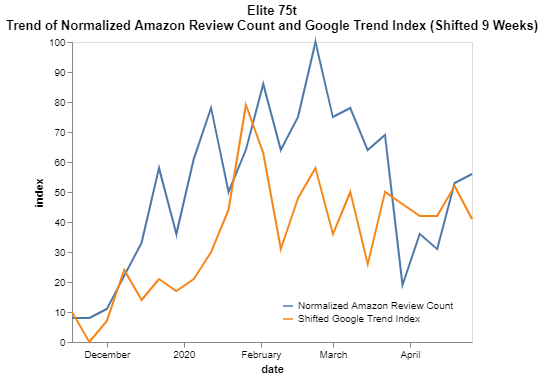 Elite 75t
Trend of Normalized Amazon Review Count and Google Trend Index (Shifted 9 Weeks)
100
90
80
70
60
50
40
30
20
10
0
index
Normalized Amazon Review Count
Shifted Google Trend Index
December 2020 February March April
date